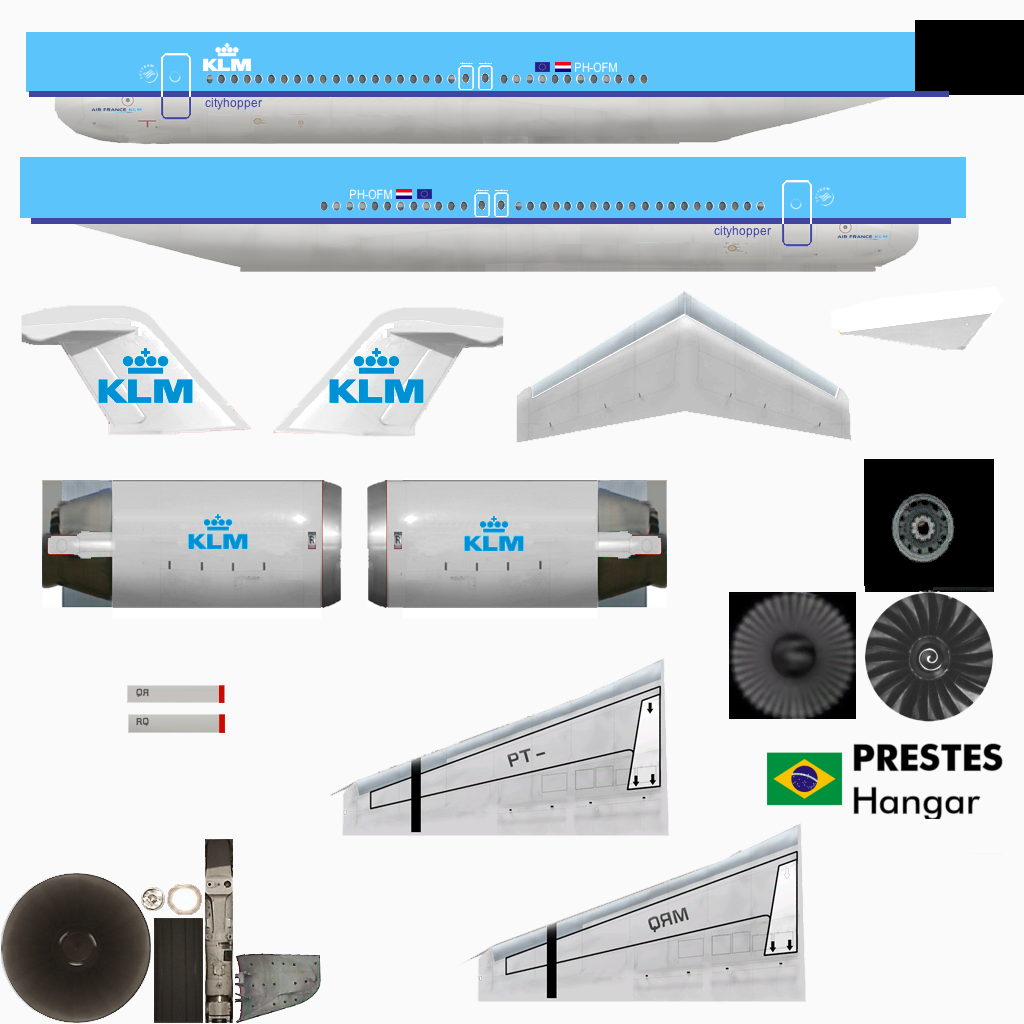 KLM
PH-OFM
cityhopper
AIR FRANCE KLM
PH-OFM
cityhopper
AIR FRANCE KLM
KLM
KLM
KLM
KLM
RQ
RQ
PT -
QRM
PRESTES
Hangar